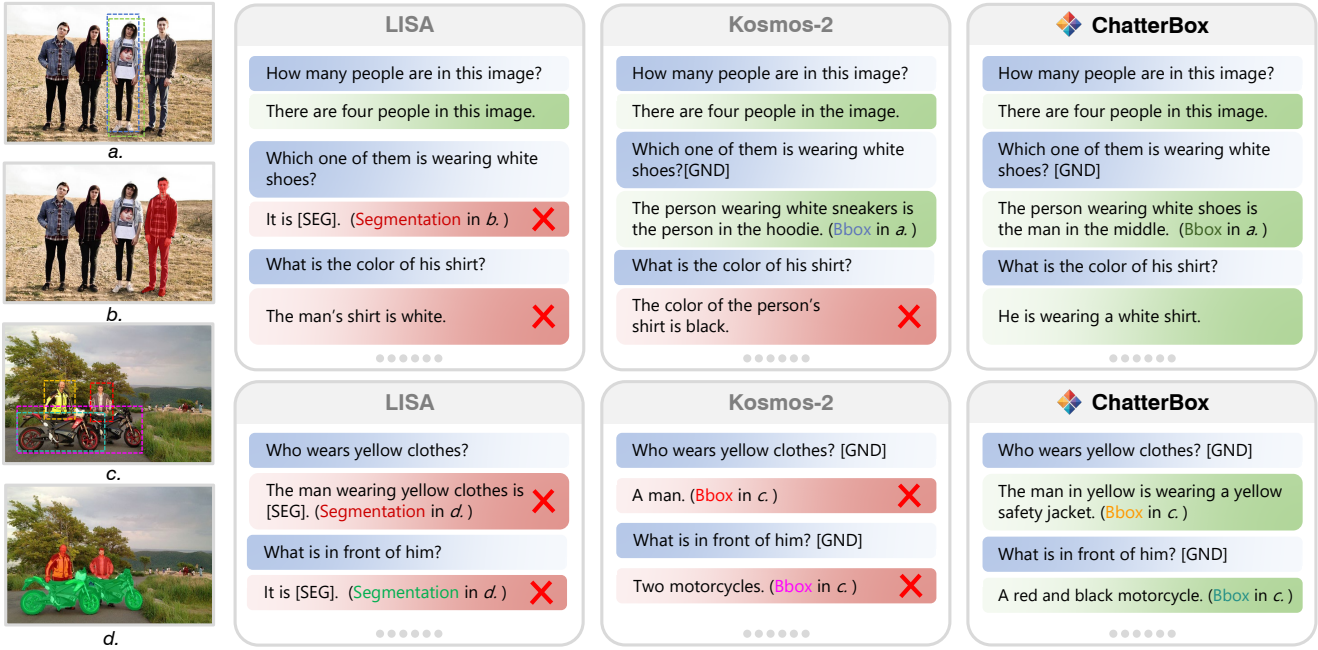 a.
b.
c.
d.
LISA
How many people are in this image?
There are four people in this image.
Which one of them is wearing white
shoes?
It is [SEG]. (Segmentation in b. )
What is the color of his shirt?
The man's shirt is white.
Kosmos-2
How many people are in this image?
There are four people in the image.
Which one of them is wearing white
shoes?[GND]
The person wearing white sneakers is
the person in the hoodie. (Bbox in a. )
What is the color of his shirt?
The color of the person's
shirt is black.
ChatterBox
How many people are in this image?
There are four people in this image.
Which one of them is wearing white
shoes? [GND]
The person wearing white shoes is
the man in the middle. (Bbox in a. )
What is the color of his shirt?
He is wearing a white shirt.
LISA
Who wears yellow clothes?
The man wearing yellow clothes is
[SEG]. (Segmentation in d. )
What is in front of him?
It is [SEG]. (Segmentation in d. )
Kosmos-2
Who wears yellow clothes? [GND]
A man. (Bbox in c. )
What is in front of him? [GND]
Two motorcycles. (Bbox in c. )
ChatterBox
Who wears yellow clothes? [GND]
The man in yellow is wearing a yellow
safety jacket. (Bbox in c. )
What is in front of him? [GND]
A red and black motorcycle. (Bbox in c. )